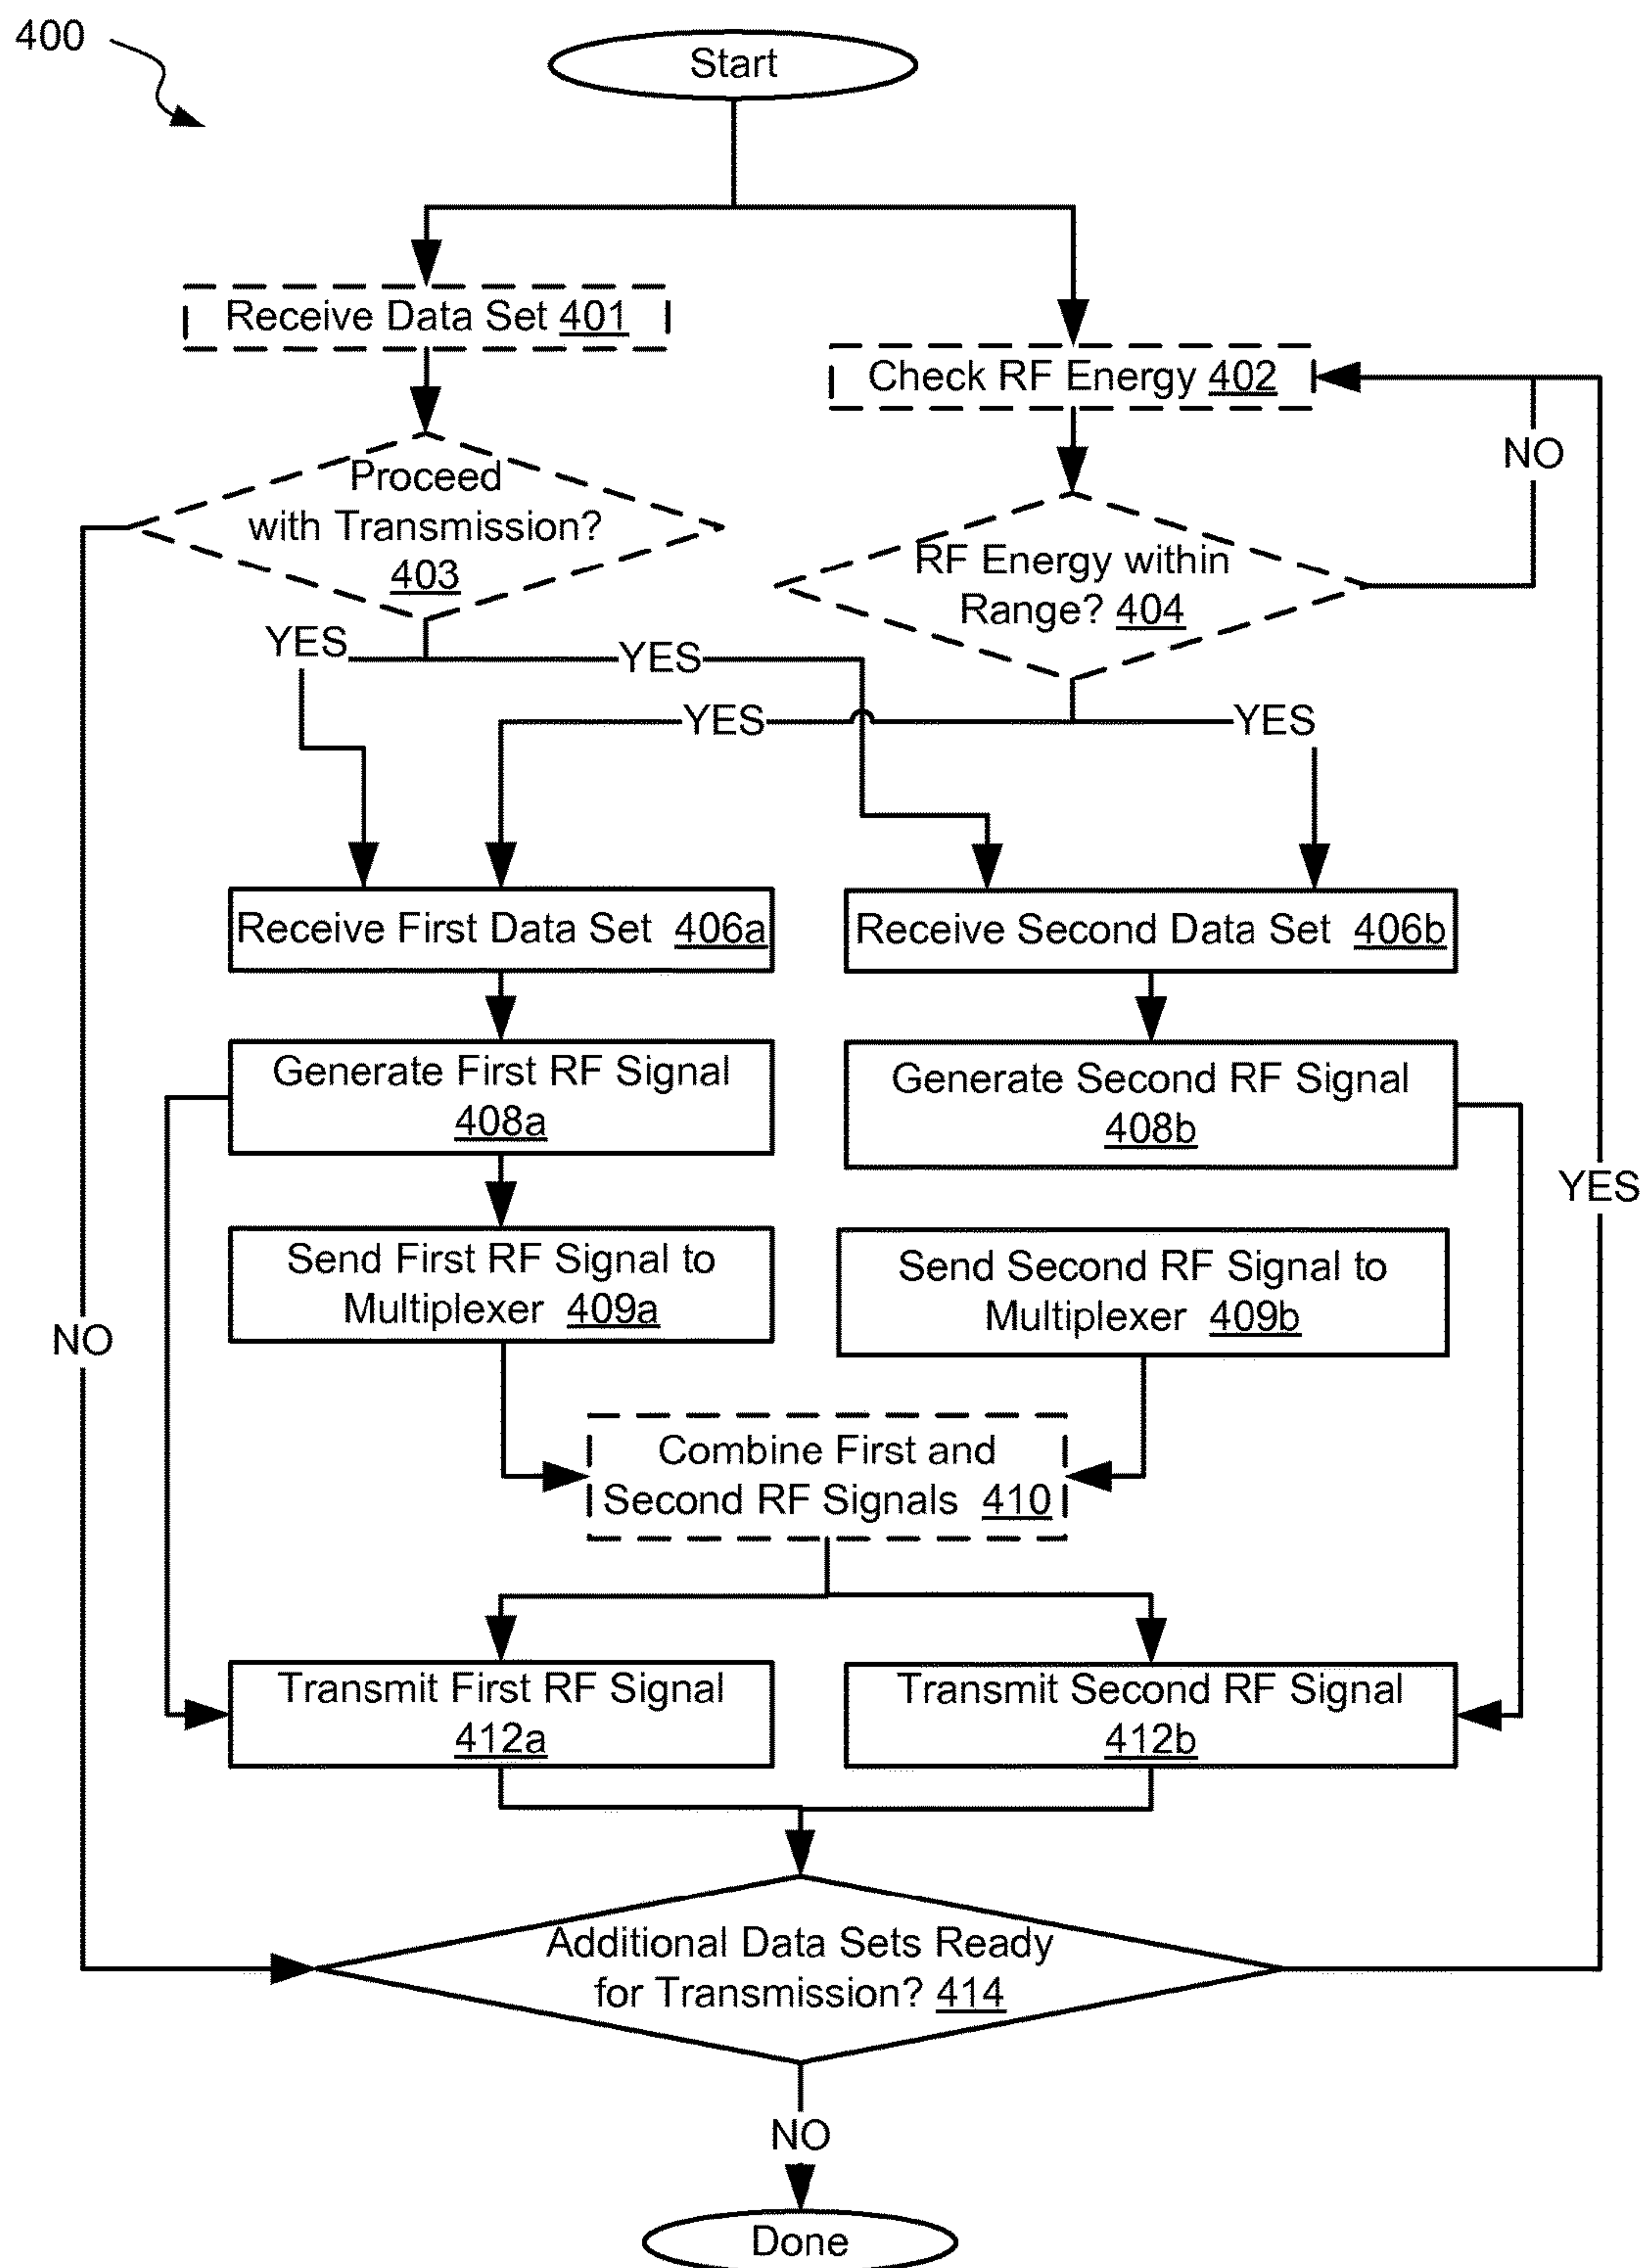 400
Start
Receive Data Set 401
Check RF Energy 402
NO
Proceed
with Transmission?
403
RF Energy within
Range? 404
YES
YES
YES
YES
Receive First Data Set 406a
Receive Second Data Set 406b
Generate First RF Signal
408a
Generate Second RF Signal
408b
YES
Send First RF Signal to
Multiplexer 409a
Send Second RF Signal to
Multiplexer 409b
NO
Combine First and
Second RF Signals 410
Transmit First RF Signal
412a
Transmit Second RF Signal
412b
Additional Data Sets Ready
for Transmission? 414
NO
Done